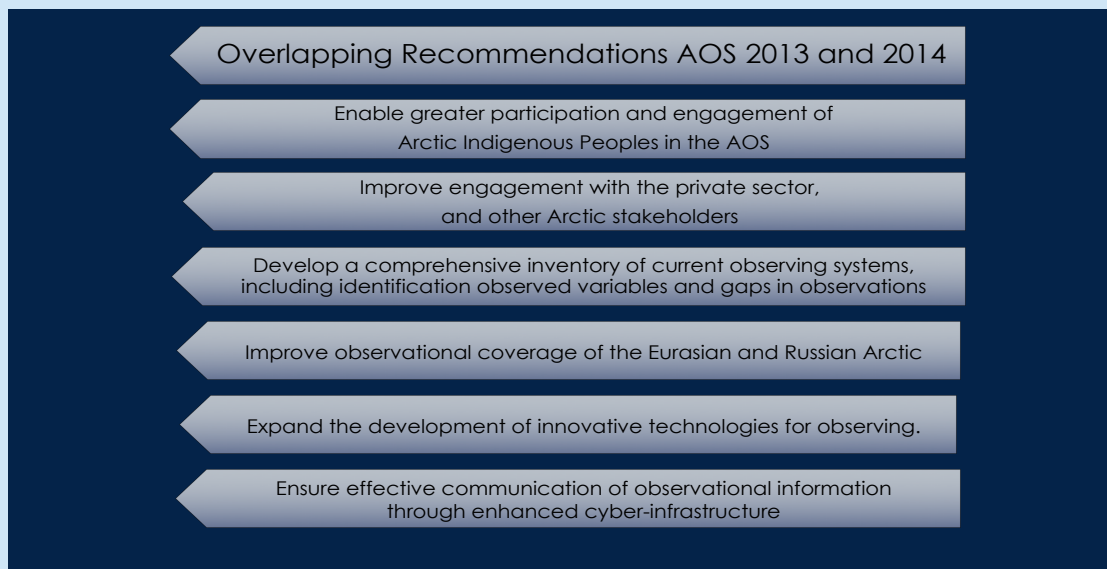 Overlapping Recommendations AOS 2013 and 2014
Enable greater participation and engagement of
Arctic Indigenous Peoples in the AOS
Improve engagement with the private sector,
and other Arctic stakeholders
Develop a comprehensive inventory of current observing systems,
including identification observed variables and gaps in observations
Improve observational coverage of the Eurasian and Russian Arctic
Expand the development of innovative technologies for observing.
Ensure effective communication of observational information
through enhanced cyber-infrastructure